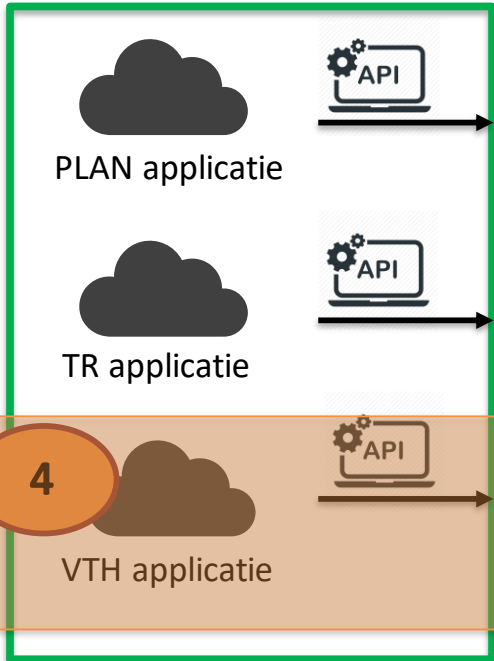 API
PLAN applicatie
API
TR applicatie
API
4
VTH applicatie